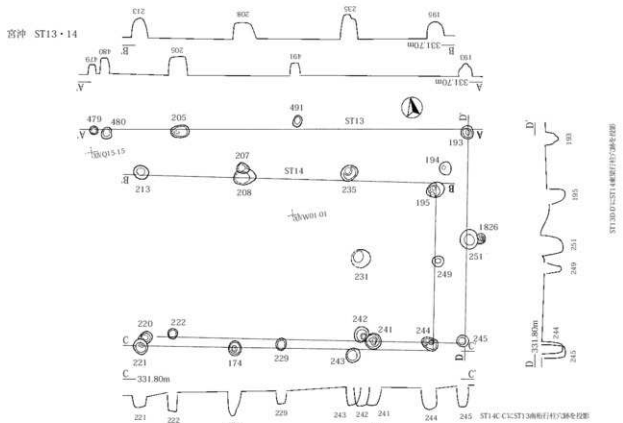 宮沖 ST13・14
213
208
235
195
B'
331.70m
B
479
480
205
491
193
A'
331.70m
A
479
480
205
491
ST13
D'
193
A
A'
207
194
B'
213
ST14
208
235
195
B
1826
251
231
249
220
222
242
241
244
245
C
C'
221
174
229
243
D
C
331.80m
C'
221
222
229
243
242
241
244
245
D'
193
195
251
249
244
245
331.80m
D